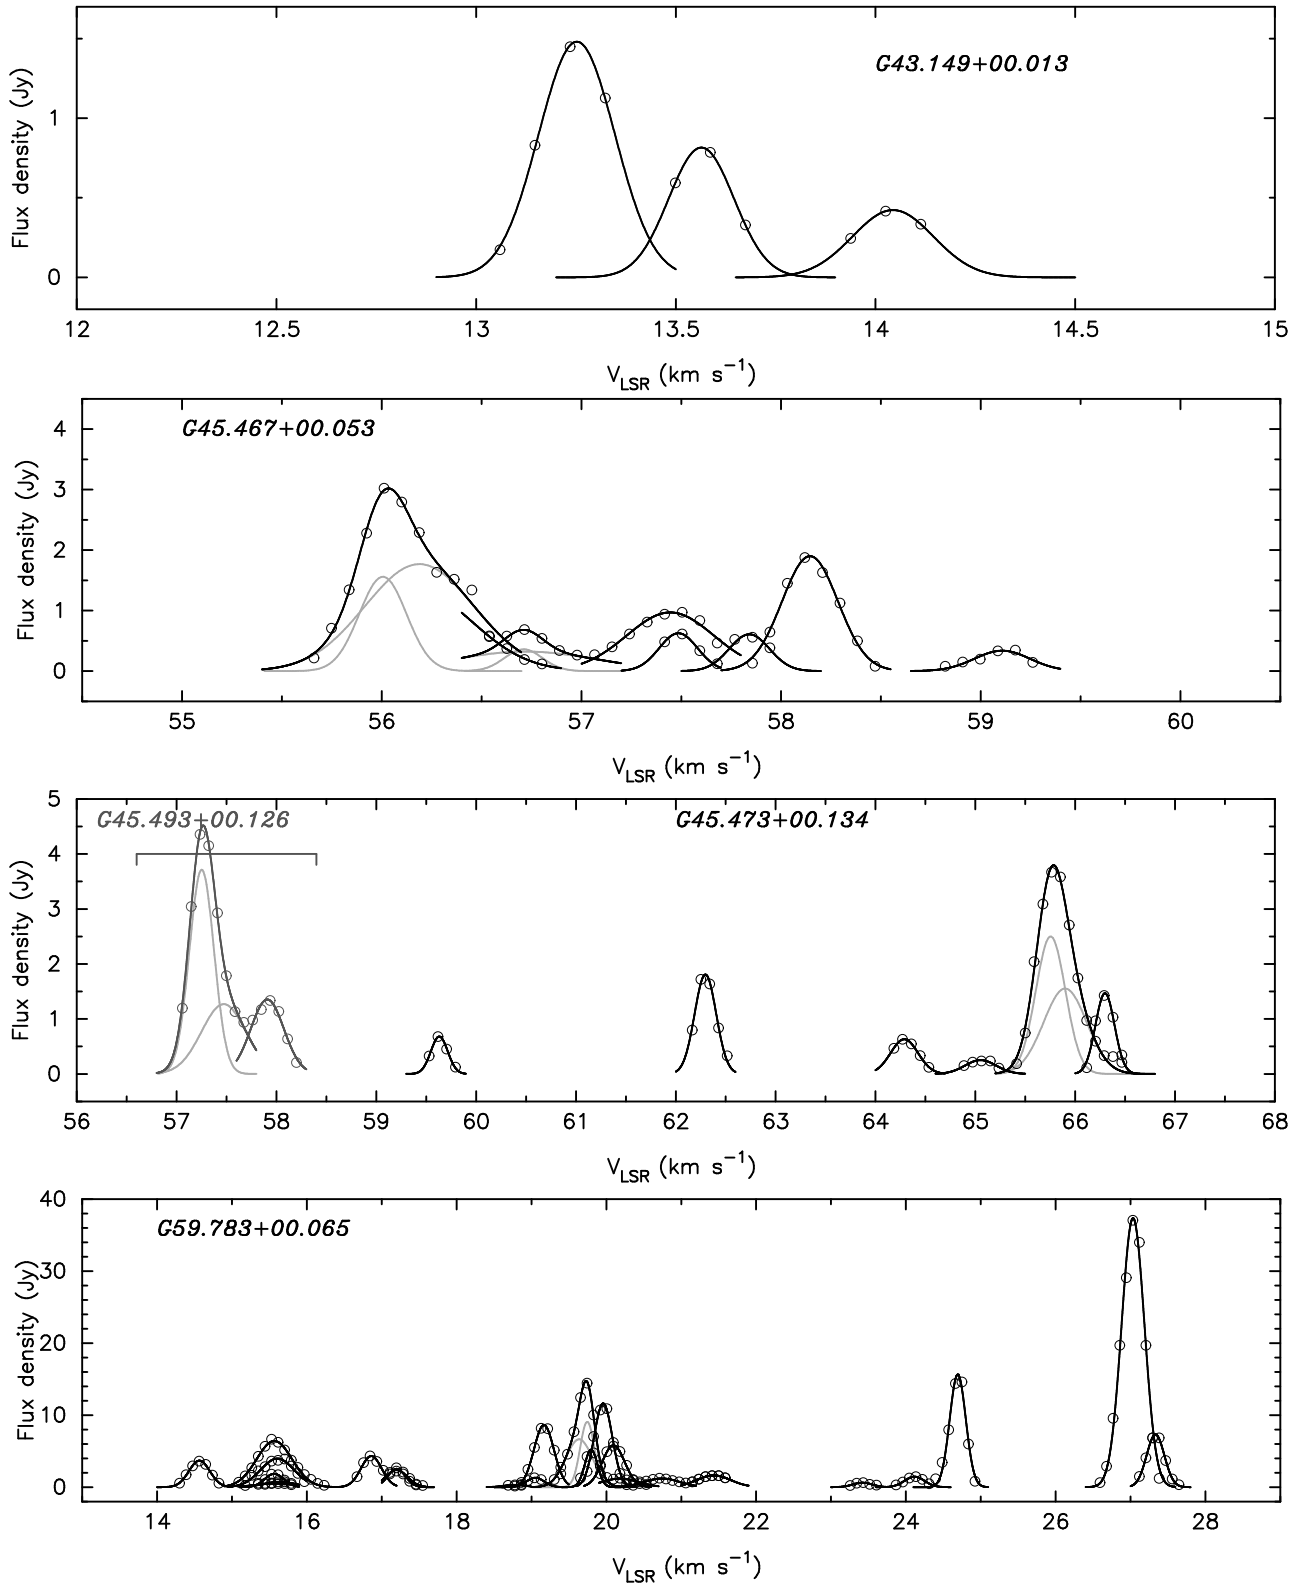 G43.149+00.013
Flux density (Jy)
1
0
12 12.5 13 13.5 14 14.5 15
V_LSR (km s⁻¹)
G45.467+00.053
Flux density (Jy)
4
3
2
1
0
55 56 57 58 59 60
V_LSR (km s⁻¹)
G45.493+00.126 G45.473+00.134
Flux density (Jy)
5
4
3
2
1
0
56 57 58 59 60 61 62 63 64 65 66 67 68
V_LSR (km s⁻¹)
G59.783+00.065
Flux density (Jy)
40
30
20
10
0
14 16 18 20 22 24 26 28
V_LSR (km s⁻¹)